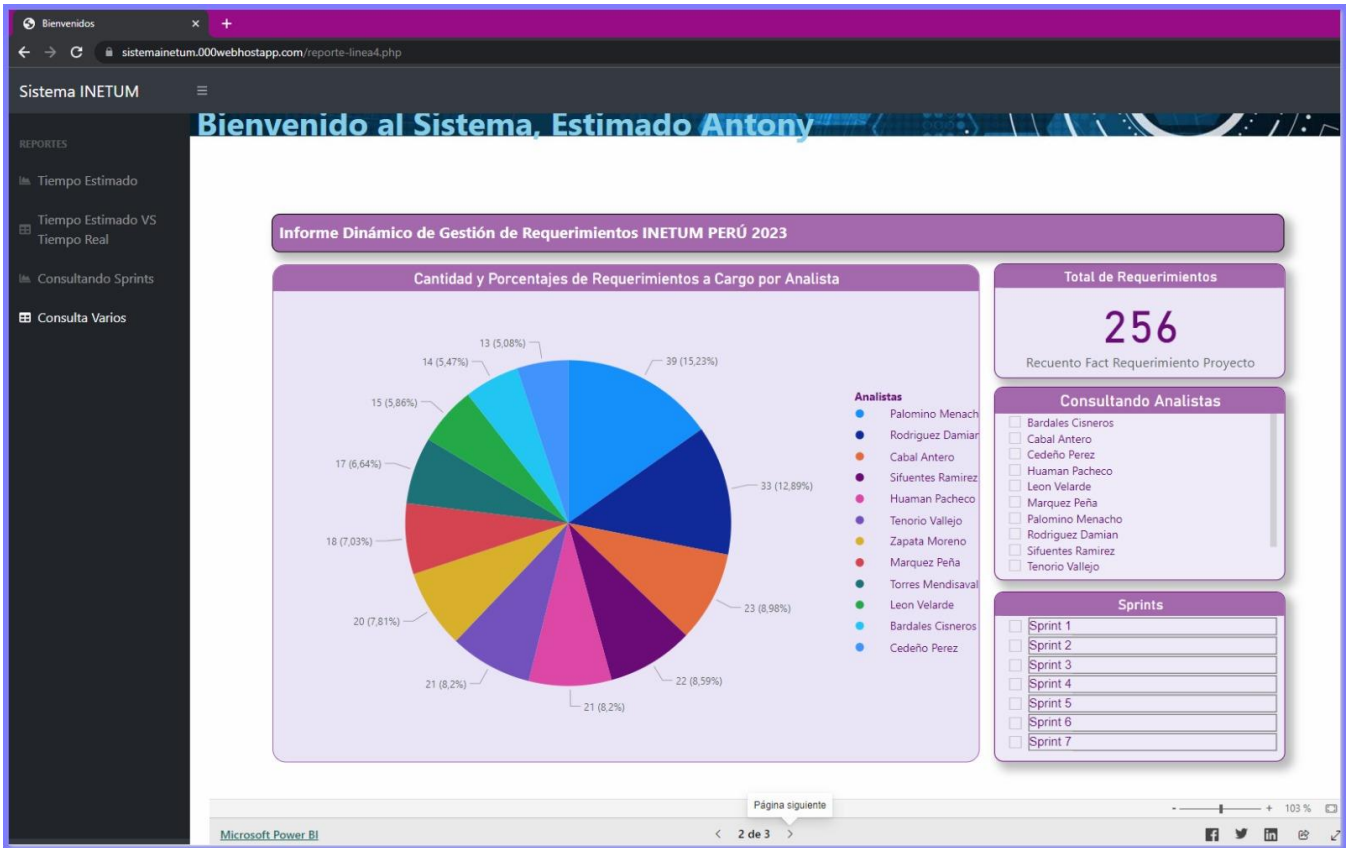 Bienvenidos
sistemainetum.000webhostapp.com/reporte-linea4.php
Sistema INETUM
Bienvenido al Sistema, Estimado Antony
REPORTES
Tiempo Estimado
Tiempo Estimado VS
Tiempo Real
Consultando Sprints
Consulta Varios
Informe Dinámico de Gestión de Requerimientos INETUM PERÚ 2023
Cantidad y Porcentajes de Requerimientos a Cargo por Analista
39 (15,23%)
33 (12,89%)
23 (8,98%)
22 (8,59%)
21 (8,2%)
21 (8,2%)
20 (7,81%)
18 (7,03%)
17 (6,64%)
15 (5,86%)
14 (5,47%)
13 (5,08%)
Analistas
Palomino Menach
Rodriguez Damian
Cabal Antero
Sifuentes Ramirez
Huaman Pacheco
Tenorio Vallejo
Zapata Moreno
Marquez Peña
Torres Mendisaval
Leon Velarde
Bardales Cisneros
Cedeño Perez
Total de Requerimientos
256
Recuento Fact Requerimiento Proyecto
Consultando Analistas
Bardales Cisneros
Cabal Antero
Cedeño Perez
Huaman Pacheco
Leon Velarde
Marquez Peña
Palomino Menacho
Rodriguez Damian
Sifuentes Ramirez
Tenorio Vallejo
Sprints
Sprint 1
Sprint 2
Sprint 3
Sprint 4
Sprint 5
Sprint 6
Sprint 7
Página siguiente
103 %
Microsoft Power BI
2 de 3